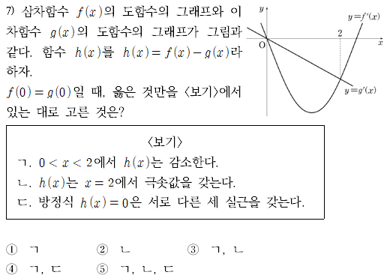 7) 삼차함수 f(x)의 도함수의 그래프와 이
차함수 g(x)의 도함수의 그래프가 그림과
같다. 함수 h(x)를 h(x)=f(x)-g(x)라
하자.
f(0)=g(0)일 때, 옳은 것만을 <보기>에서
있는 대로 고른 것은?
y
y=f'(x)
O
2
x
y=g'(x)
<보기>
ㄱ. 0<x<2에서 h(x)는 감소한다.
ㄴ. h(x)는 x=2에서 극솟값을 갖는다.
ㄷ. 방정식 h(x)=0은 서로 다른 세 실근을 갖는다.
① ㄱ ② ㄴ ③ ㄱ, ㄴ
④ ㄱ, ㄷ ⑤ ㄱ, ㄴ, ㄷ